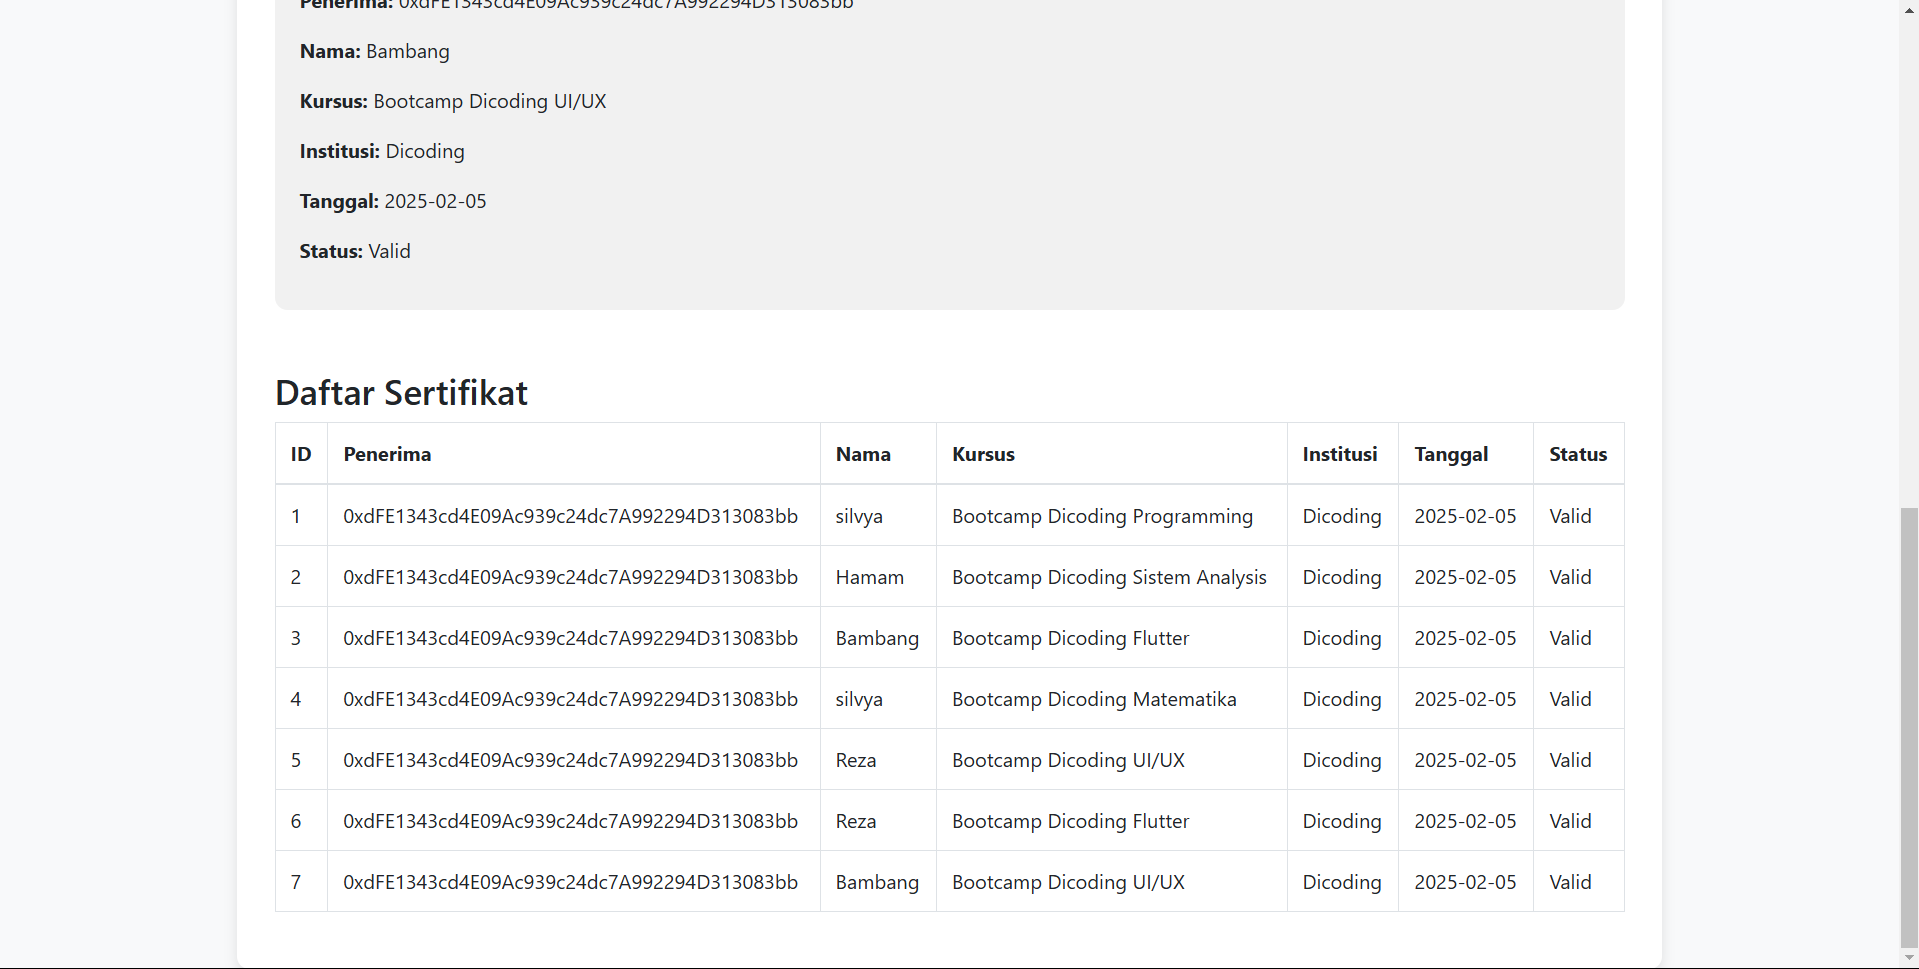 Penerima: 0xdFE1343cd4E09Ac939c24dc7A992294D313083bb
Nama: Bambang
Kursus: Bootcamp Dicoding UI/UX
Institusi: Dicoding
Tanggal: 2025-02-05
Status: Valid
Daftar Sertifikat
ID Penerima Nama Kursus Institusi Tanggal Status
1 0xdFE1343cd4E09Ac939c24dc7A992294D313083bb silvya Bootcamp Dicoding Programming Dicoding 2025-02-05 Valid
2 0xdFE1343cd4E09Ac939c24dc7A992294D313083bb Hamam Bootcamp Dicoding Sistem Analysis Dicoding 2025-02-05 Valid
3 0xdFE1343cd4E09Ac939c24dc7A992294D313083bb Bambang Bootcamp Dicoding Flutter Dicoding 2025-02-05 Valid
4 0xdFE1343cd4E09Ac939c24dc7A992294D313083bb silvya Bootcamp Dicoding Matematika Dicoding 2025-02-05 Valid
5 0xdFE1343cd4E09Ac939c24dc7A992294D313083bb Reza Bootcamp Dicoding UI/UX Dicoding 2025-02-05 Valid
6 0xdFE1343cd4E09Ac939c24dc7A992294D313083bb Reza Bootcamp Dicoding Flutter Dicoding 2025-02-05 Valid
7 0xdFE1343cd4E09Ac939c24dc7A992294D313083bb Bambang Bootcamp Dicoding UI/UX Dicoding 2025-02-05 Valid